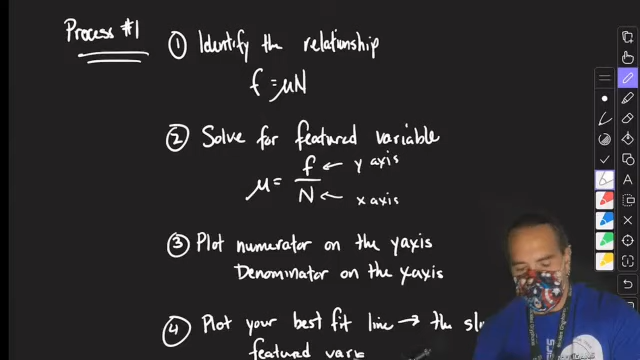 Process #1
① Identify the relationship
f = μN
② Solve for featured variable
μ = f/N
f ← y axis
N ← x axis
③ Plot numerator on the y axis
Denominator on the x axis
④ Plot your best fit line → the
featured